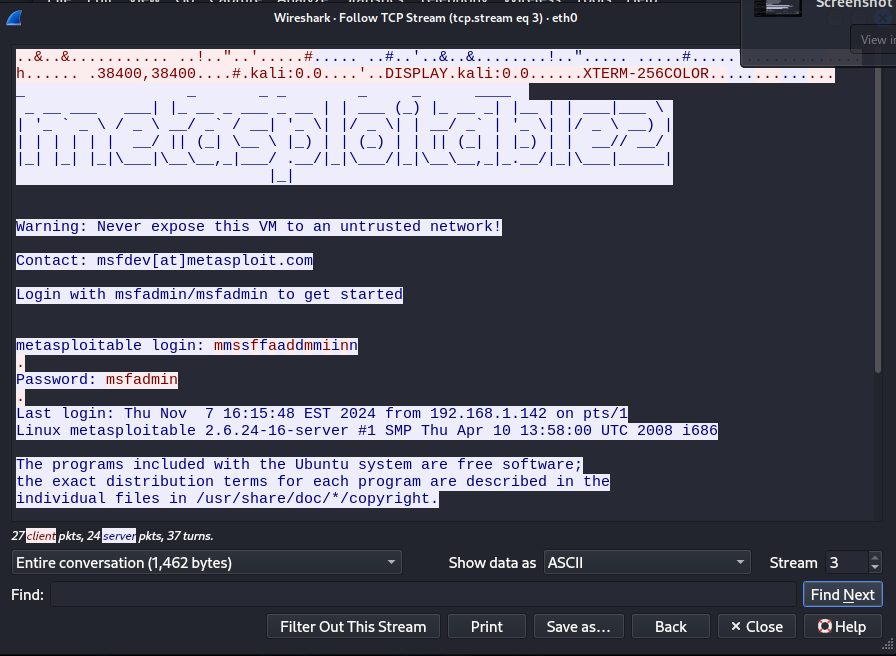 Wireshark · Follow TCP Stream (tcp.stream eq 3) · eth0
Screenshot
View in
..&..&........ ..!.."..'.....#..... ..#..'..&..&........!.." ..... .....#.....
h...... .38400,38400....#.kali:0.0....'..DISPLAY.kali:0.0......XTERM-256COLOR..............
metasploitable2
Warning: Never expose this VM to an untrusted network!
Contact: msfdev[at]metasploit.com
Login with msfadmin/msfadmin to get started
metasploitable login: mmssffaaddmmiinn
.
Password: msfadmin
.
Last login: Thu Nov  7 16:15:48 EST 2024 from 192.168.1.142 on pts/1
Linux metasploitable 2.6.24-16-server #1 SMP Thu Apr 10 13:58:00 UTC 2008 i686
The programs included with the Ubuntu system are free software;
the exact distribution terms for each program are described in the
individual files in /usr/share/doc/*/copyright.
27 client pkts, 24 server pkts, 37 turns.
Entire conversation (1,462 bytes) Show data as ASCII Stream 3
Find: Find Next
Filter Out This Stream Print Save as… Back × Close Help